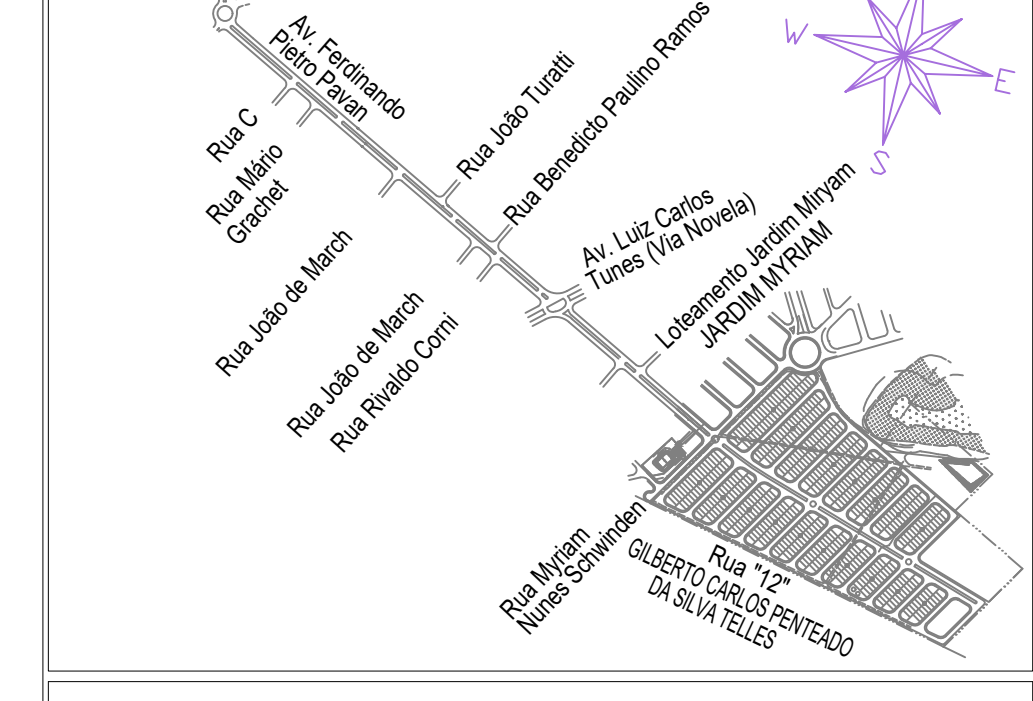 Av. Ferdinando
Pietro Pavan
W
E
S
Rua C
Rua Mário
Grachet
Rua João Turatti
Rua Benedicto Paulino Ramos
Rua João de March
Av. Luiz Carlos
Tunes (Via Novela)
Loteamento Jardim Miryam
JARDIM MYRIAM
Rua João de March
Rua Rivaldo Corni
Rua Myriam
Nunes Schwinden
Rua "12"
GILBERTO CARLOS PENTEADO
DA SILVA TELLES